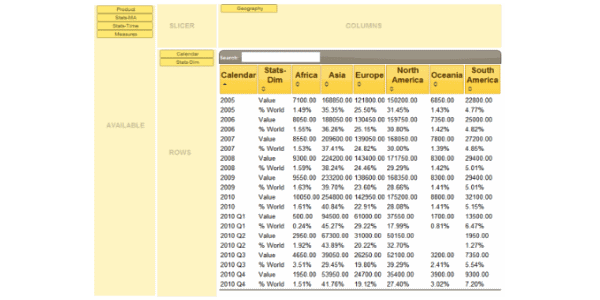 Product
Stats-MA
Stats-Time
Measures
AVAILABLE
SLICER
Geography
COLUMNS
Calendar
Stats-Dim
ROWS
Search:
Calendar Stats-Dim Africa Asia Europe North America Oceania South America
2005 Value 7100.00 168850.00 121800.00 150200.00 6850.00 22800.00
2005 % World 1.49% 35.35% 25.50% 31.45% 1.43% 4.77%
2006 Value 8050.00 188050.00 130450.00 159750.00 7350.00 25000.00
2006 % World 1.55% 36.26% 25.15% 30.80% 1.42% 4.82%
2007 Value 8550.00 209600.00 139050.00 168050.00 7800.00 27200.00
2007 % World 1.53% 37.41% 24.82% 30.00% 1.39% 4.85%
2008 Value 9300.00 224200.00 143400.00 171750.00 8300.00 29400.00
2008 % World 1.59% 38.24% 24.46% 29.29% 1.42% 5.01%
2009 Value 9550.00 233200.00 138600.00 168350.00 8300.00 29400.00
2009 % World 1.63% 39.70% 23.60% 28.66% 1.41% 5.01%
2010 Value 10050.00 254800.00 142950.00 175200.00 8800.00 32100.00
2010 % World 1.61% 40.84% 22.91% 28.08% 1.41% 5.15%
2010 Q1 Value 500.00 94500.00 61000.00 37550.00 1700.00 13500.00
2010 Q1 % World 0.24% 45.27% 29.22% 17.99% 0.81% 6.47%
2010 Q2 Value 2950.00 67300.00 31000.00 50150.00 1950.00
2010 Q2 % World 1.92% 43.89% 20.22% 32.70% 1.27%
2010 Q3 Value 4650.00 39050.00 26250.00 52100.00 3200.00 7350.00
2010 Q3 % World 3.51% 29.45% 19.80% 39.29% 2.41% 5.54%
2010 Q4 Value 1950.00 53950.00 24700.00 35400.00 3900.00 9300.00
2010 Q4 % World 1.51% 41.76% 19.12% 27.40% 3.02% 7.20%